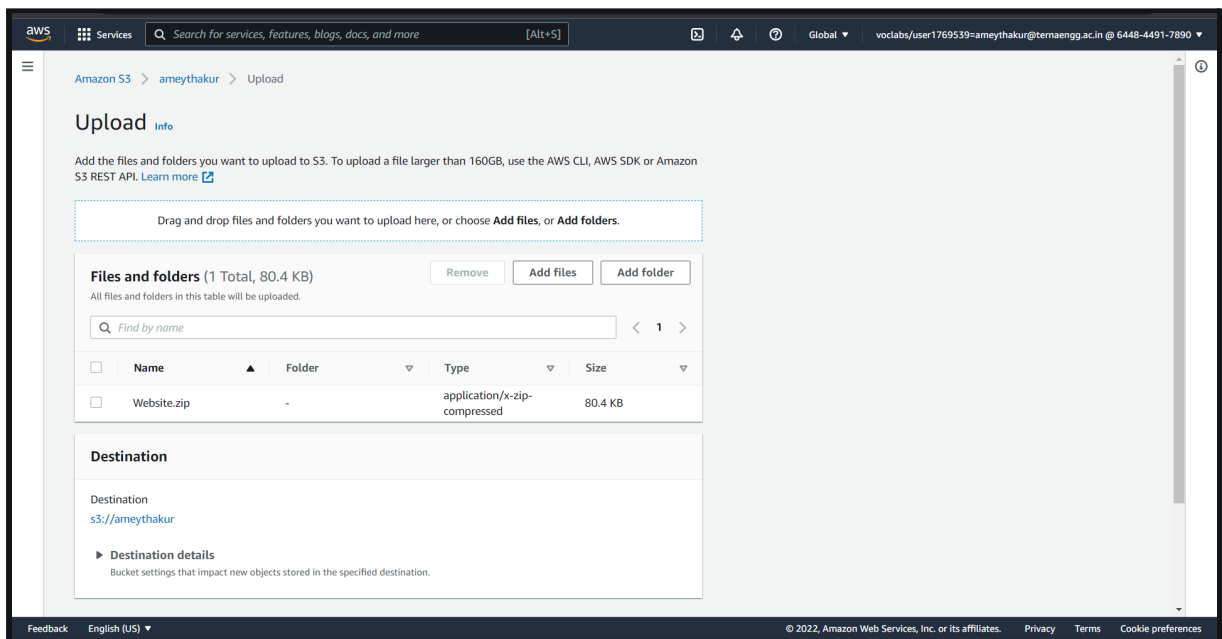 aws
Services
Search for services, features, blogs, docs, and more [Alt+S]
Global ▼
voclabs/user1769539=ameythakur@ternaengg.ac.in @ 6448-4491-7890 ▼
Amazon S3 > ameythakur > Upload
Upload Info
Add the files and folders you want to upload to S3. To upload a file larger than 160GB, use the AWS CLI, AWS SDK or Amazon
S3 REST API. Learn more
Drag and drop files and folders you want to upload here, or choose Add files, or Add folders.
Files and folders (1 Total, 80.4 KB)
Remove
Add files
Add folder
All files and folders in this table will be uploaded.
Find by name
< 1 >
Name ▲ Folder ▽ Type ▽ Size ▽
Website.zip - application/x-zip- 80.4 KB
compressed
Destination
Destination
s3://ameythakur
▶ Destination details
Bucket settings that impact new objects stored in the specified destination.
Feedback English (US) ▼ © 2022, Amazon Web Services, Inc. or its affiliates. Privacy Terms Cookie preferences